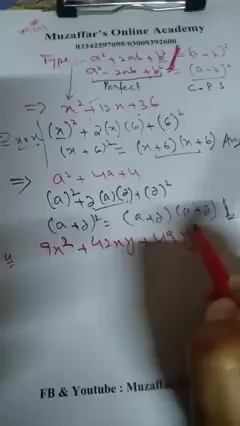 Muzaffar's Online Academy
03342597095/03009392600
Type a² + 2ab + b² = (a+b)²
a² - 2ab + b² (a-b)²
Perfect C.P.S
⇒ x² + 12x + 36
(x)² + 2(x)(6) + (6)²
(x+6)² = (x+6)(x+6) Ans
⇒ a² + 4a + 4
(a)² + 2(a)(2) + (2)²
(a+2)² = (a+2)(a+2)
9x² + 42xy + 49
FB & Youtube : Muzaffar